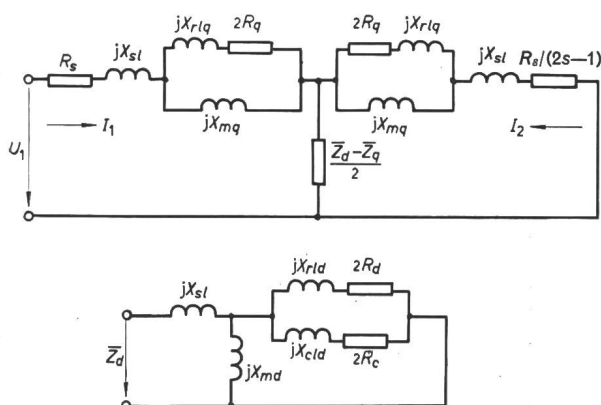 jX_rlq 2R_q 2R_q jX_rlq
R_s jX_sl jX_sl R_s/(2s—1)
jX_mq jX_mq
I_1 I_2
U_1
Z̅_d−Z̅_q
2
jX_rld 2R_d
jX_sl
jX_cld 2R_c
Z̅_d
jX_md